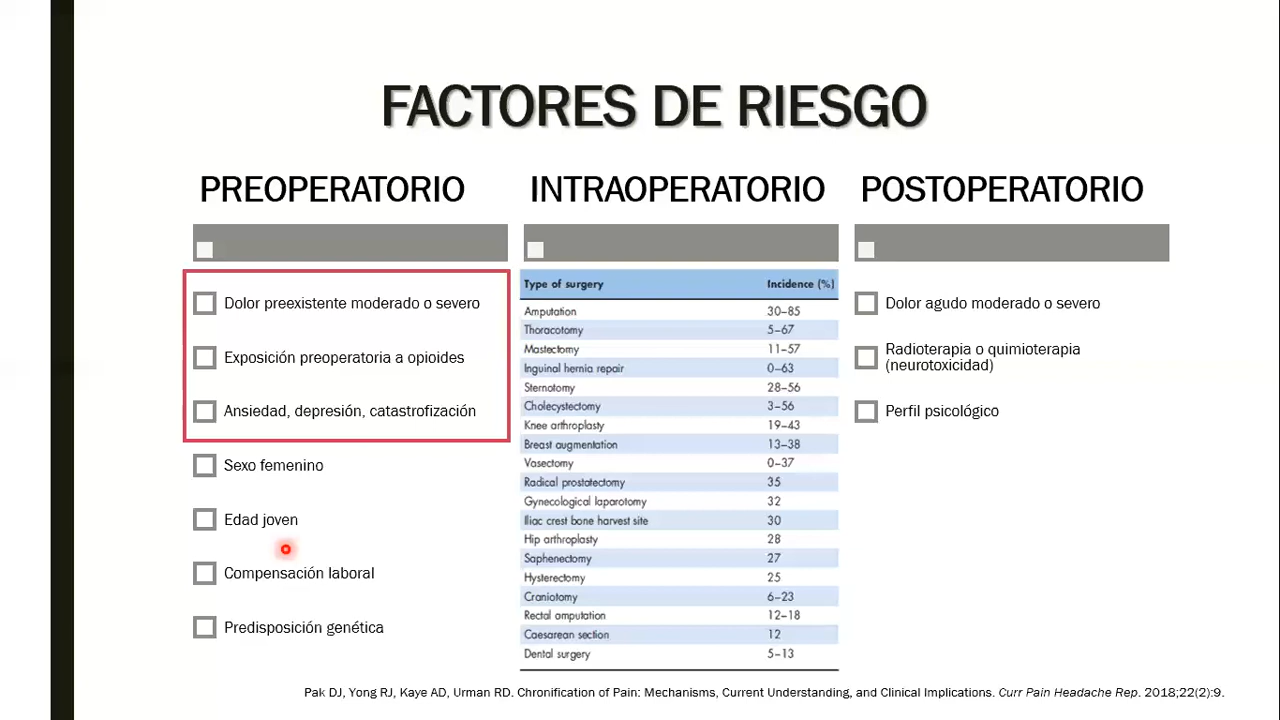 FACTORES DE RIESGO
PREOPERATORIO
Dolor preexistente moderado o severo
Exposición preoperatoria a opioides
Ansiedad, depresión, catastrofización
Sexo femenino
Edad joven
Compensación laboral
Predisposición genética
INTRAOPERATORIO
Type of surgery Incidence (%)
Amputation 30–85
Thoracotomy 5–67
Mastectomy 11–57
Inguinal hernia repair 0–63
Sternotomy 28–56
Cholecystectomy 3–56
Knee arthroplasty 19–43
Breast augmentation 13–38
Vasectomy 0–37
Radical prostatectomy 35
Gynecological laparotomy 32
Iliac crest bone harvest site 30
Hip arthroplasty 28
Saphenectomy 27
Hysterectomy 25
Craniotomy 6–23
Rectal amputation 12–18
Caesarean section 12
Dental surgery 5–13
POSTOPERATORIO
Dolor agudo moderado o severo
Radioterapia o quimioterapia
(neurotoxicidad)
Perfil psicológico
Pak DJ, Yong RJ, Kaye AD, Urman RD. Chronification of Pain: Mechanisms, Current Understanding, and Clinical Implications. Curr Pain Headache Rep. 2018;22(2):9.